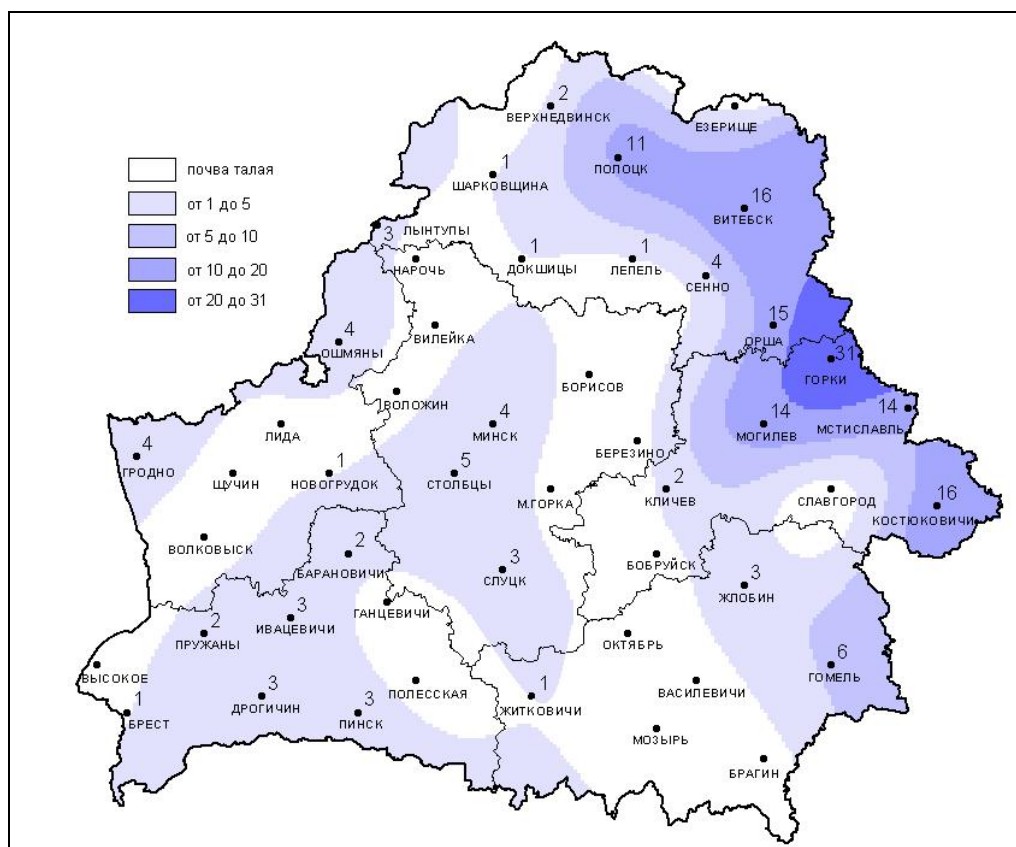 2
ВЕРХНЕДВИНСК
ЕЗЕРИЩЕ
11
ПОЛОЦК
почва талая
1
ШАРКОВЩИНА
от 1 до 5
16
ВИТЕБСК
от 5 до 10
3
ЛЫНТУПЫ
НАРОЧЬ
1
ДОКШИЦЫ
1
ЛЕПЕЛЬ
4
СЕННО
от 10 до 20
от 20 до 31
4
ОШМЯНЫ
ВИЛЕЙКА
15
ОРША
31
ГОРКИ
БОРИСОВ
ВОЛОЖИН
ЛИДА
4
МИНСК
14
МОГИЛЕВ
14
МСТИСЛАВЛЬ
4
ГРОДНО
БЕРЕЗИНО
ЩУЧИН
1
НОВОГРУДОК
5
СТОЛБЦЫ
М.ГОРКА
2
КЛИЧЕВ
СЛАВГОРОД
16
КОСТЮКОВИЧИ
ВОЛКОВЫСК
2
БАРАНОВИЧИ
3
СЛУЦК
БОБРУЙСК
3
ЖЛОБИН
ГАНЦЕВИЧИ
3
ИВАЦЕВИЧИ
2
ПРУЖАНЫ
ОКТЯБРЬ
ВЫСОКОЕ
6
ГОМЕЛЬ
ПОЛЕССКАЯ
ВАСИЛЕВИЧИ
1
БРЕСТ
3
ДРОГИЧИН
3
ПИНСК
1
ЖИТКОВИЧИ
МОЗЫРЬ
БРАГИН